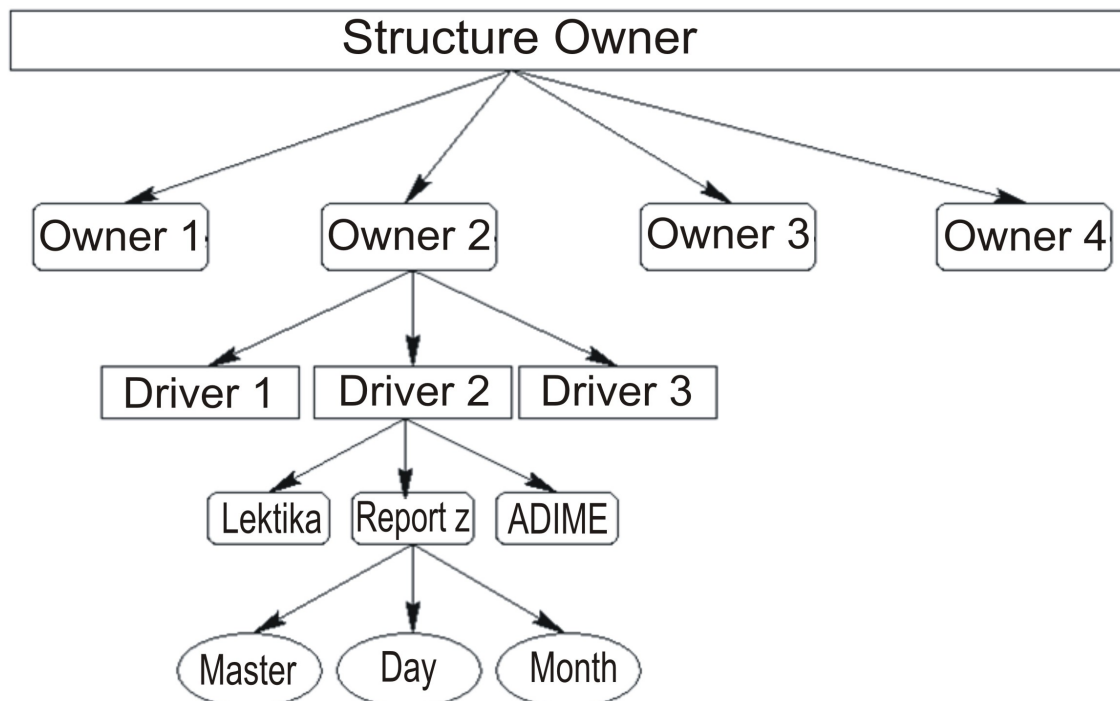 Structure Owner
Owner 1
Owner 2
Owner 3
Owner 4
Driver 1
Driver 2
Driver 3
Lektika
Report z
ADIME
Master
Day
Month